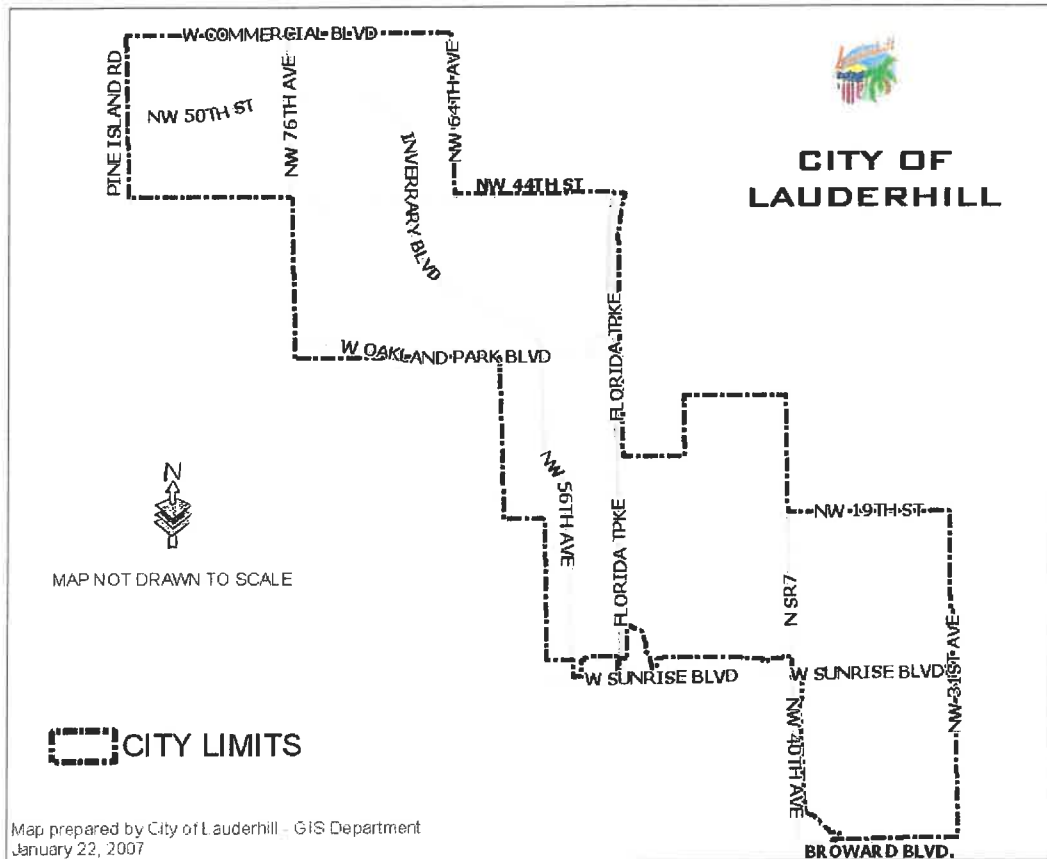 W COMMERCIAL BLVD
PINE ISLAND RD
NW 50TH ST
NW 76TH AVE
INVERRARY BLVD
NW 64TH AVE
NW 44TH ST
CITY OF
LAUDERHILL
W OAKLAND PARK BLVD
FLORIDA TPKE
N
MAP NOT DRAWN TO SCALE
NW 56TH AVE
FLORIDA TPKE
NW 19TH ST
N SR7
NW 31ST AVE
W SUNRISE BLVD
W SUNRISE BLVD
NW 40TH AVE
CITY LIMITS
BROWARD BLVD.
Map prepared by City of Lauderhill - GIS Department
January 22, 2007